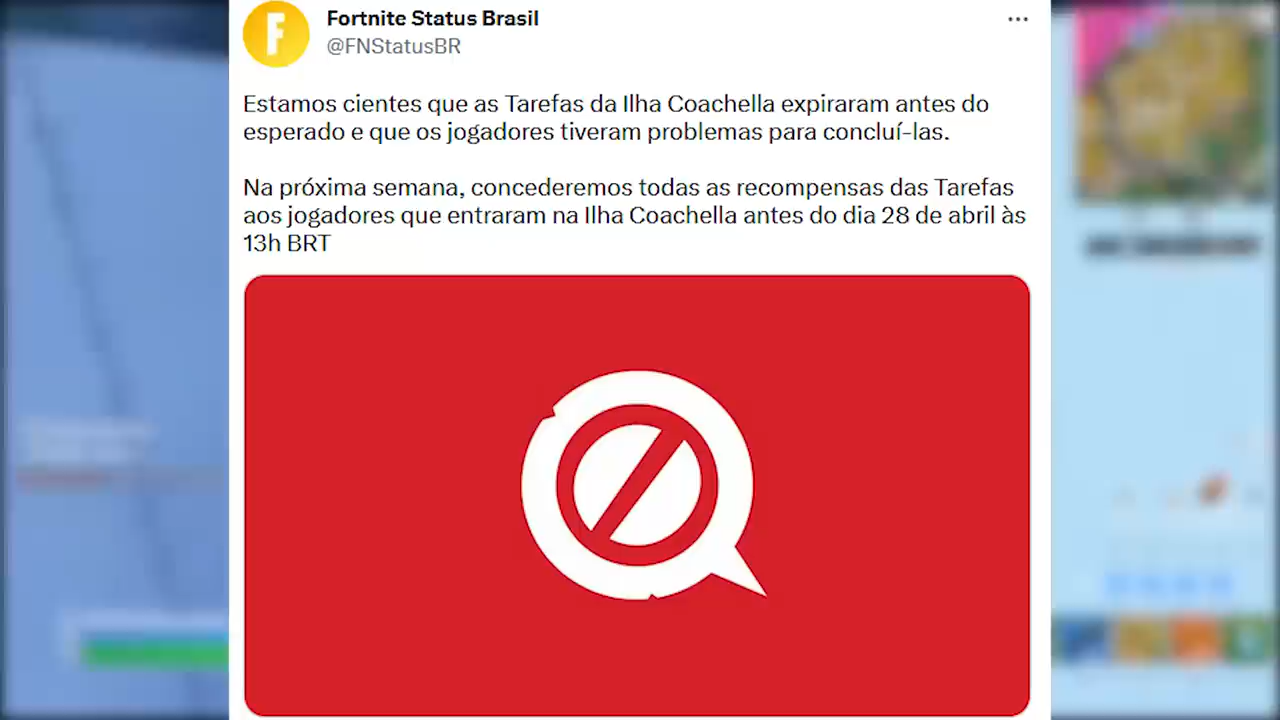 Fortnite Status Brasil
@FNStatusBR
Estamos cientes que as Tarefas da Ilha Coachella expiraram antes do
esperado e que os jogadores tiveram problemas para concluí-las.
Na próxima semana, concederemos todas as recompensas das Tarefas
aos jogadores que entraram na Ilha Coachella antes do dia 28 de abril às
13h BRT